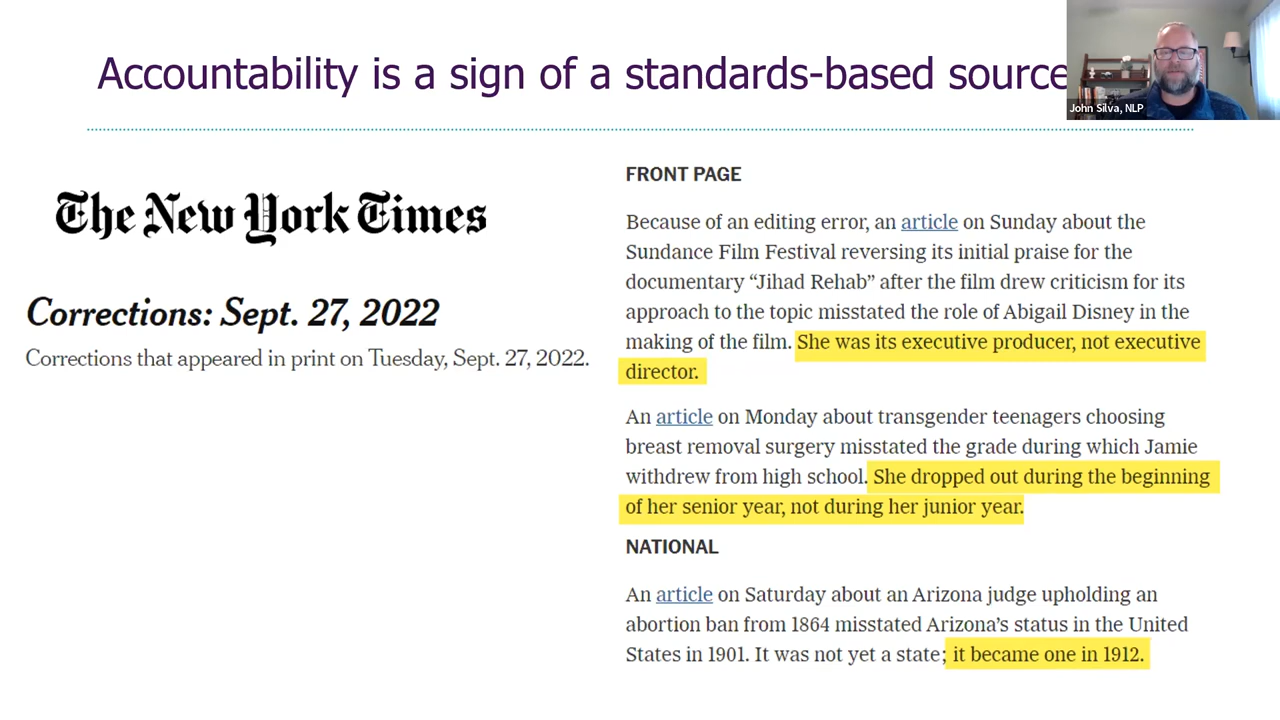 Accountability is a sign of a standards-based source
John Silva, NLP
The New York Times
Corrections: Sept. 27, 2022
Corrections that appeared in print on Tuesday, Sept. 27, 2022.
FRONT PAGE
Because of an editing error, an article on Sunday about the
Sundance Film Festival reversing its initial praise for the
documentary “Jihad Rehab” after the film drew criticism for its
approach to the topic misstated the role of Abigail Disney in the
making of the film. She was its executive producer, not executive
director.
An article on Monday about transgender teenagers choosing
breast removal surgery misstated the grade during which Jamie
withdrew from high school. She dropped out during the beginning
of her senior year, not during her junior year.
NATIONAL
An article on Saturday about an Arizona judge upholding an
abortion ban from 1864 misstated Arizona’s status in the United
States in 1901. It was not yet a state; it became one in 1912.